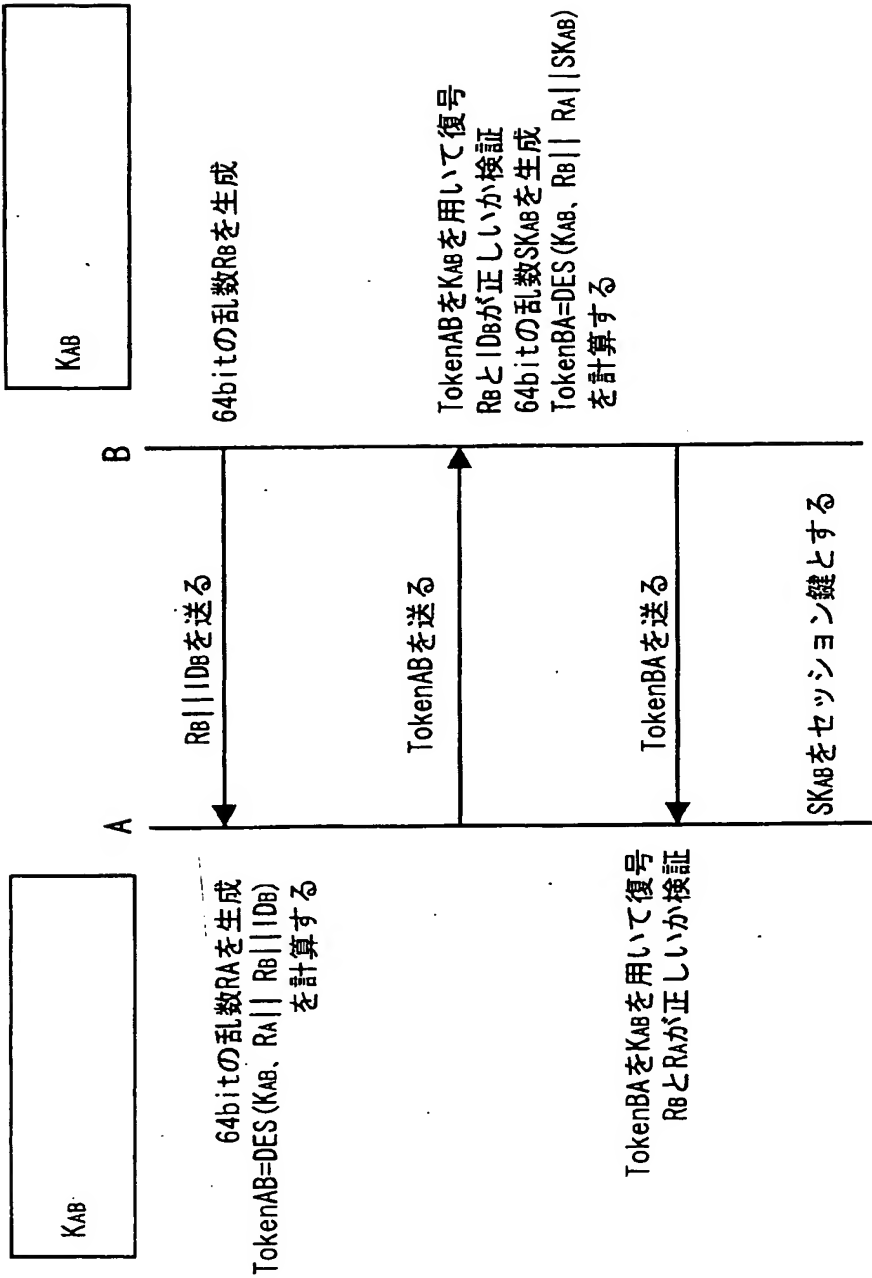 KAB
KAB
A
B
64bitの乱数RBを生成
RB||IDBを送る
64bitの乱数RAを生成
TokenAB=DES(KAB、RA|| RB||IDB)
を計算する
TokenABを送る
TokenABをKABを用いて復号
RBとIDBが正しいか検証
64bitの乱数SKABを生成
TokenBA=DES(KAB、RB|| RA||SKAB)
を計算する
TokenBAを送る
TokenBAをKABを用いて復号
RBとRAが正しいか検証
SKABをセッション鍵とする